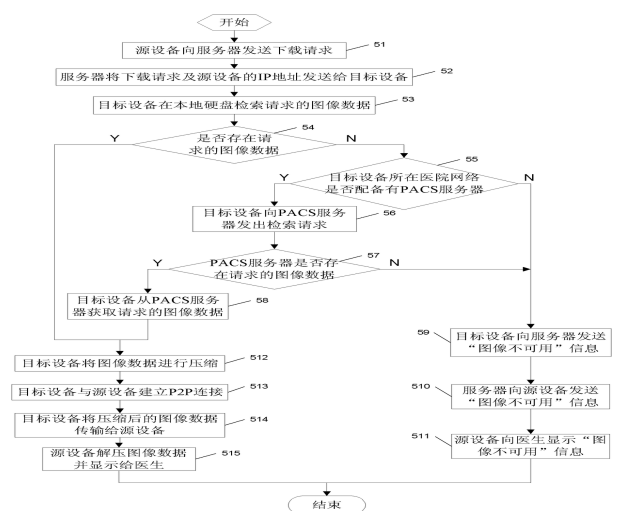 开始
源设备向服务器发送下载请求
51
服务器将下载请求及源设备的IP地址发送给目标设备
52
目标设备在本地硬盘检索请求的图像数据
53
是否存在请
求的图像数据
54
Y
N
目标设备所在医院网络
是否配备有PACS服务器
55
Y
N
目标设备向PACS服务
器发出检索请求
56
PACS服务器是否存
在请求的图像数据
57
Y
N
目标设备从PACS服务
器获取请求的图像数据
58
目标设备向服务器发送
“图像不可用”信息
59
目标设备将图像数据进行压缩
512
目标设备与源设备建立P2P连接
513
服务器向源设备发送
“图像不可用”信息
510
目标设备将压缩后的图像数据
传输给源设备
514
源设备向医生显示“图
像不可用”信息
511
源设备解压图像数据
并显示给医生
515
结束